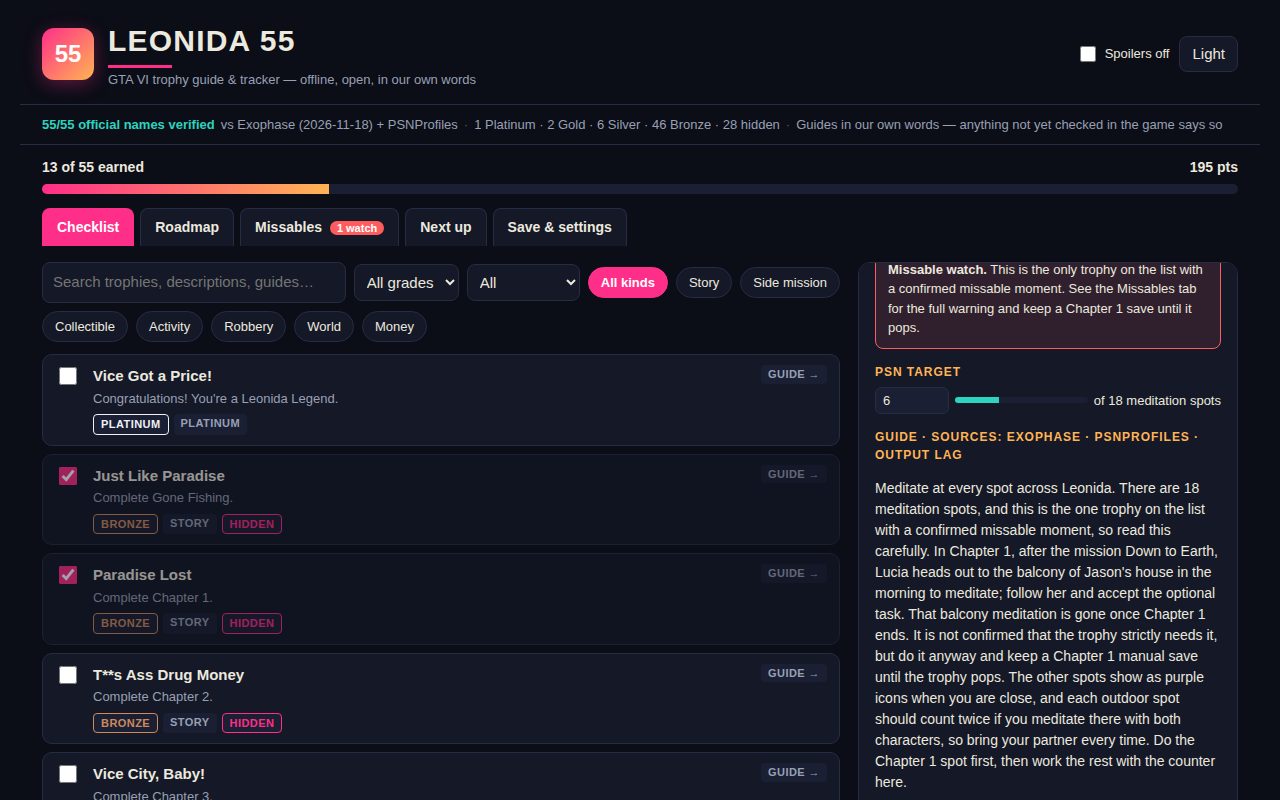 55
LEONIDA 55
GTA VI trophy guide & tracker — offline, open, in our own words
Spoilers off
Light
55/55 official names verified vs Exophase (2026-11-18) + PSNProfiles · 1 Platinum · 2 Gold · 6 Silver · 46 Bronze · 28 hidden · Guides in our own words — anything not yet checked in the game says so
13 of 55 earned
195 pts
Checklist
Roadmap
Missables 1 watch
Next up
Save & settings
Search trophies, descriptions, guides…
All grades
All
All kinds
Story
Side mission
Collectible
Activity
Robbery
World
Money
Vice Got a Price!
GUIDE →
Congratulations! You're a Leonida Legend.
PLATINUM PLATINUM
Just Like Paradise
GUIDE →
Complete Gone Fishing.
BRONZE STORY HIDDEN
Paradise Lost
GUIDE →
Complete Chapter 1.
BRONZE STORY HIDDEN
T**s Ass Drug Money
GUIDE →
Complete Chapter 2.
BRONZE STORY HIDDEN
Vice City, Baby!
GUIDE →
Complete Chapter 3.
Missable watch. This is the only trophy on the list with
a confirmed missable moment. See the Missables tab
for the full warning and keep a Chapter 1 save until it
pops.
PSN TARGET
6
of 18 meditation spots
GUIDE · SOURCES: EXOPHASE · PSNPROFILES ·
OUTPUT LAG
Meditate at every spot across Leonida. There are 18
meditation spots, and this is the one trophy on the list
with a confirmed missable moment, so read this
carefully. In Chapter 1, after the mission Down to Earth,
Lucia heads out to the balcony of Jason's house in the
morning to meditate; follow her and accept the optional
task. That balcony meditation is gone once Chapter 1
ends. It is not confirmed that the trophy strictly needs it,
but do it anyway and keep a Chapter 1 manual save
until the trophy pops. The other spots show as purple
icons when you are close, and each outdoor spot
should count twice if you meditate there with both
characters, so bring your partner every time. Do the
Chapter 1 spot first, then work the rest with the counter
here.